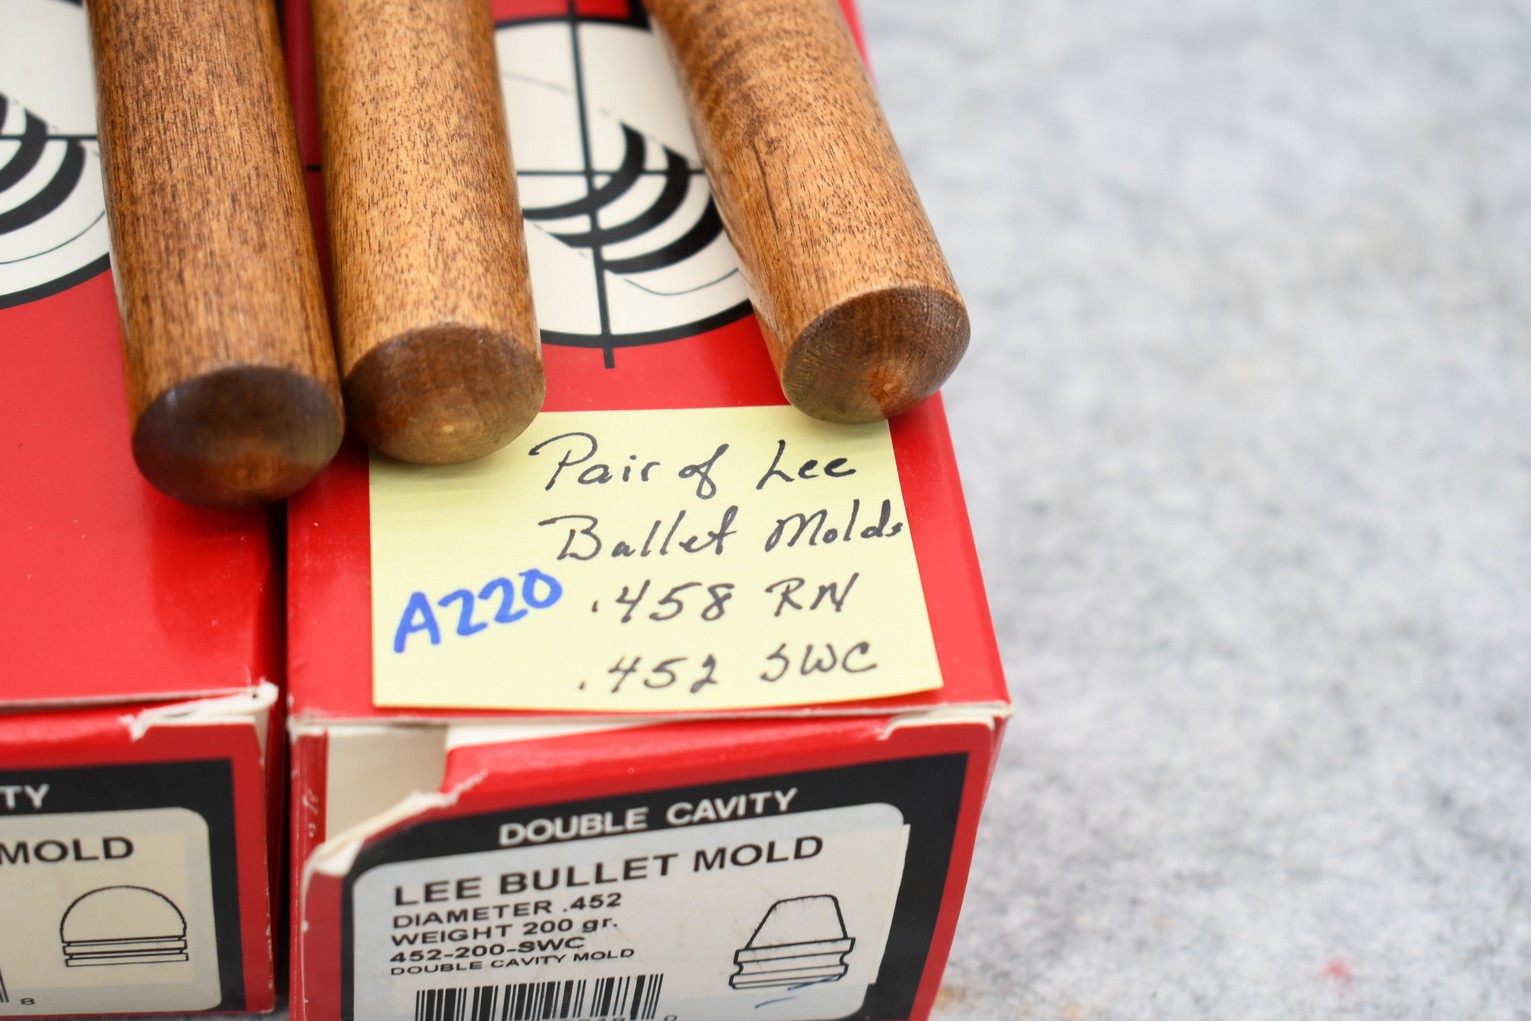 Pair of Lee
Bullet Molds
A220
.458 RN
.452 SWC
TY
MOLD
8
DOUBLE CAVITY
LEE BULLET MOLD
DIAMETER .452
WEIGHT 200 gr.
452-200-SWC
DOUBLE CAVITY MOLD